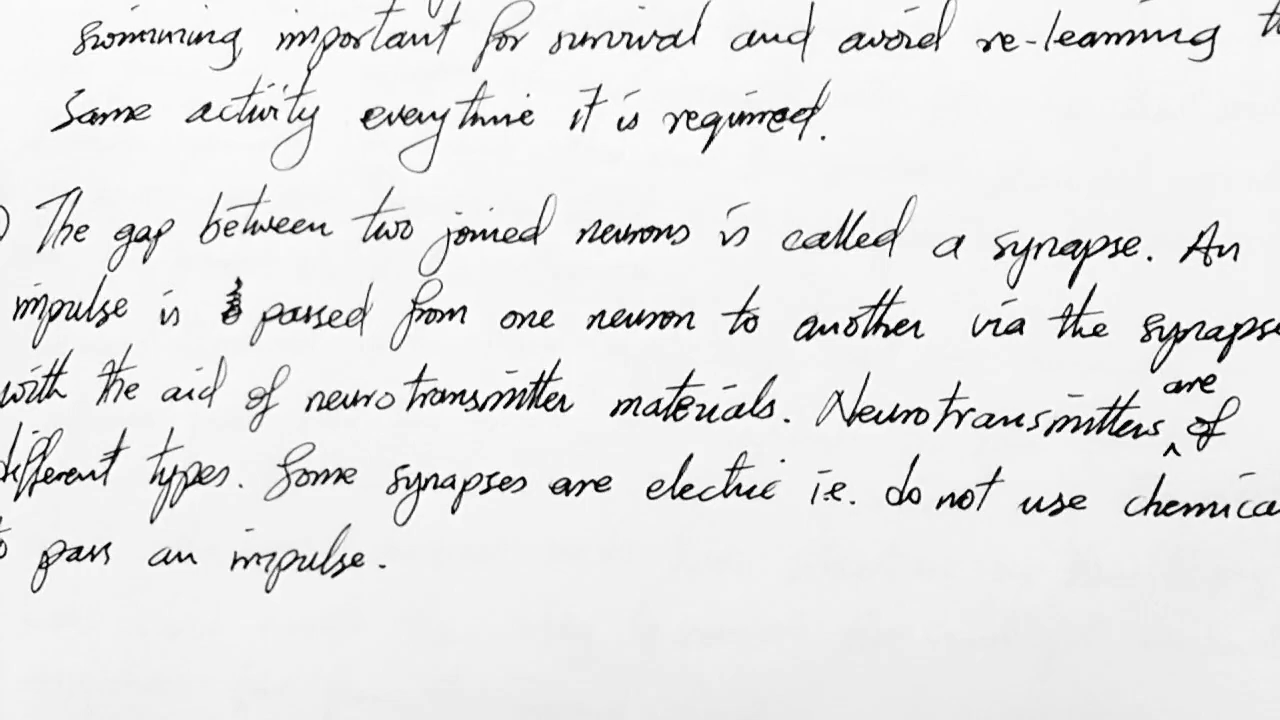 swimming important for survival and avoid re-learning t
same activity everytime it is required.
) The gap between two joined neurons is called a synapse. An
impulse is passed from one neuron to another via the synapse
with the aid of neurotransmitter materials. Neurotransmitters are of
different types. Some synapses are electric i.e. do not use chemica
to pass an impulse.